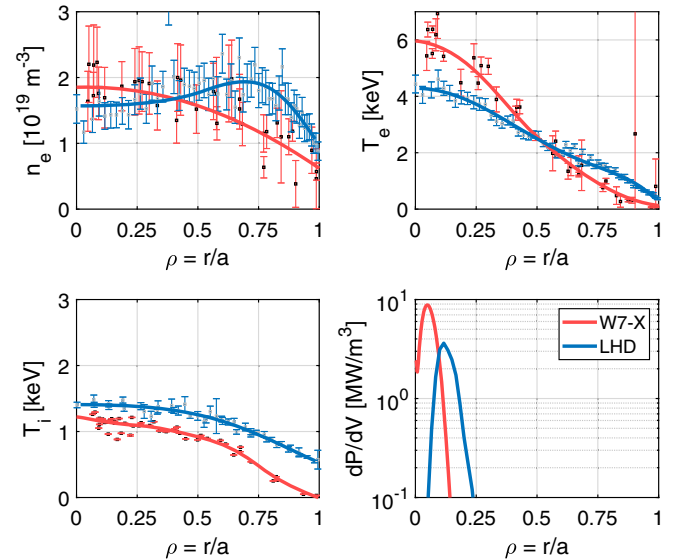 3
2
1
0
n_e [10^19 m^-3]
0 0.25 0.5 0.75 1
ρ = r/a
6
4
2
0
T_e [keV]
0 0.25 0.5 0.75 1
ρ = r/a
3
2
1
0
T_i [keV]
0 0.25 0.5 0.75 1
ρ = r/a
10^1
10^0
10^-1
dP/dV [MW/m^3]
W7-X
LHD
0 0.25 0.5 0.75 1
ρ = r/a